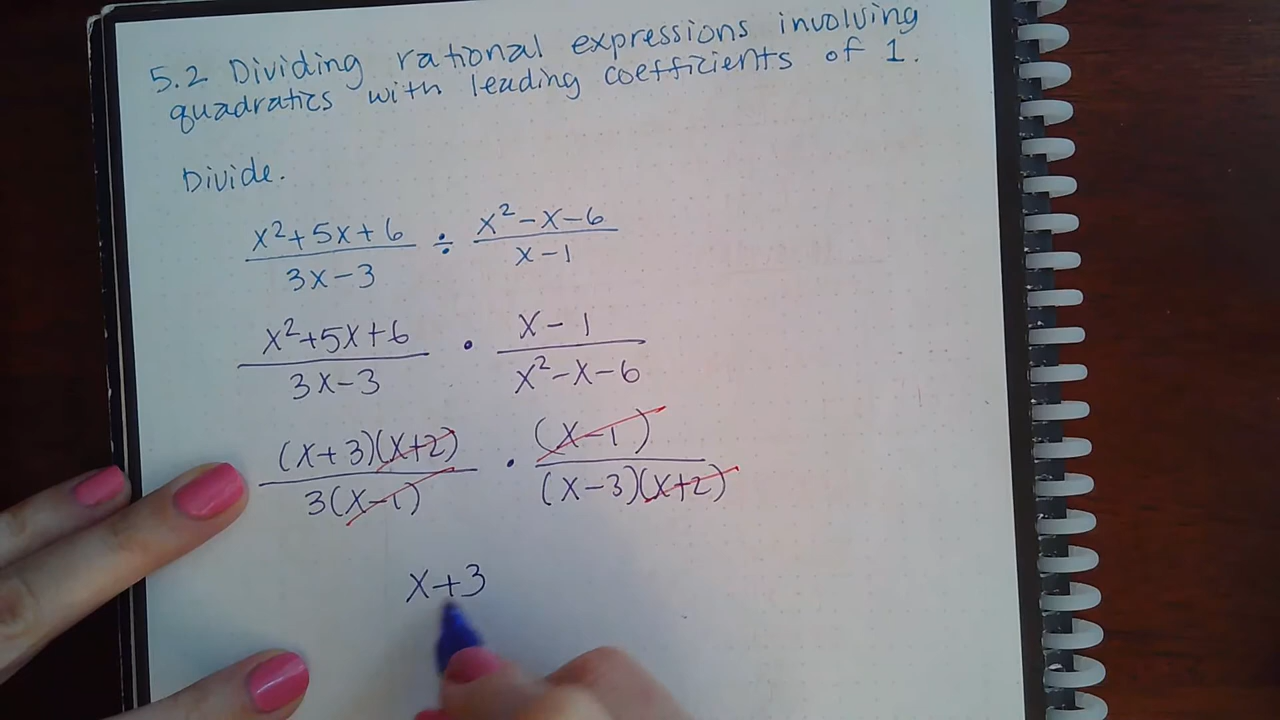 5.2 Dividing rational expressions involving
quadratics with leading coefficients of 1.
Divide.
x²+5x+6 / 3x-3 ÷ x²-x-6 / x-1
x²+5x+6 / 3x-3 · x-1 / x²-x-6
(x+3)(x+2) / 3(x-1) · (x-1) / (x-3)(x+2)
x+3